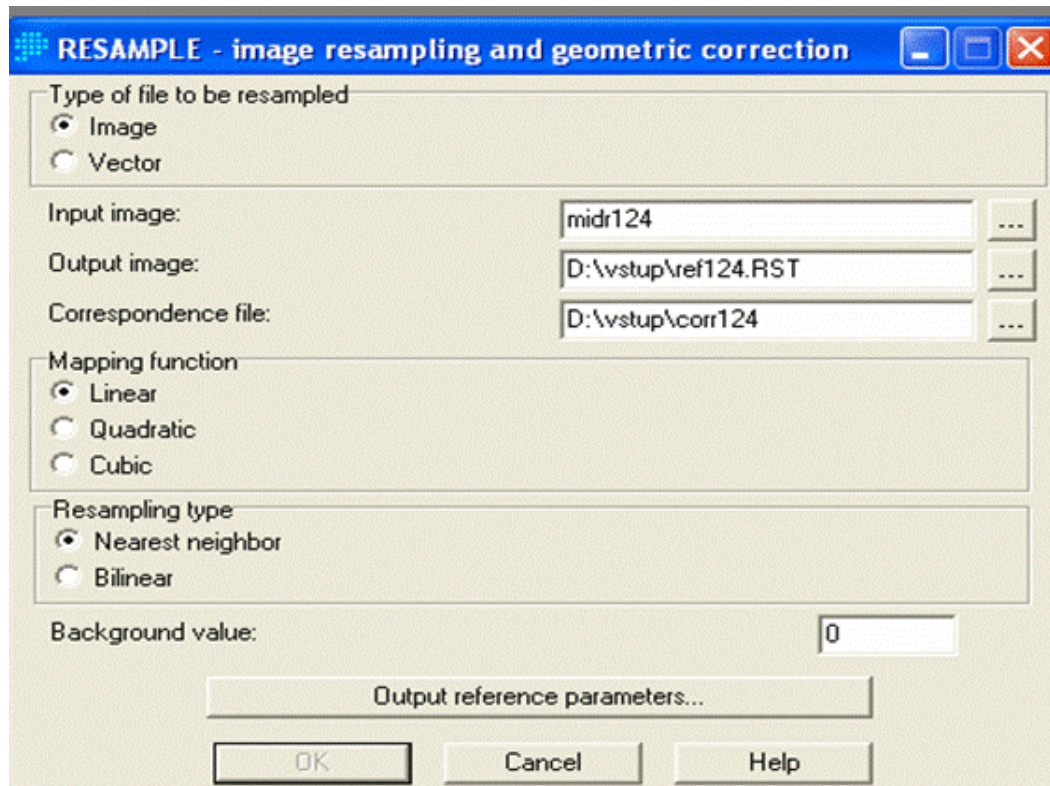 RESAMPLE - image resampling and geometric correction
Type of file to be resampled
Image
Vector
Input image: midr124 ...
Output image: D:\vstup\ref124.RST ...
Correspondence file: D:\vstup\corr124 ...
Mapping function
Linear
Quadratic
Cubic
Resampling type
Nearest neighbor
Bilinear
Background value: 0
Output reference parameters...
OK Cancel Help